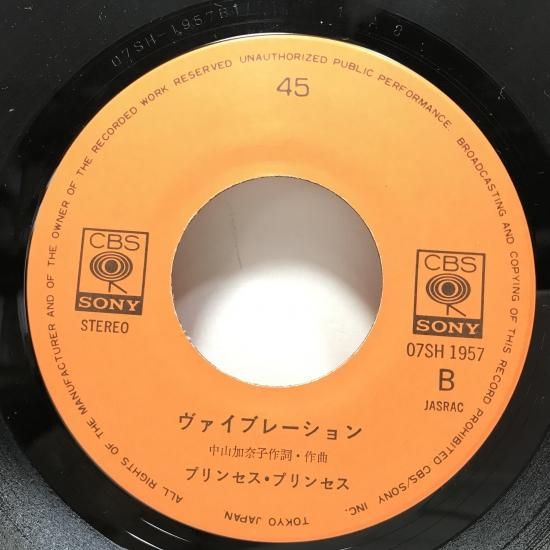 07SH-1957B1
45
ALL RIGHTS OF THE MANUFACTURER AND OF THE OWNER OF THE RECORDED WORK RESERVED UNAUTHORIZED PUBLIC PERFORMANCE BROADCASTING AND COPYING OF THIS RECORD PROHIBITED CBS/SONY INC.
TOKYO JAPAN
CBS
SONY
STEREO
CBS
SONY
07SH 1957
B
JASRAC
ヴァイブレーション
中山加奈子作詞・作曲
プリンセス・プリンセス